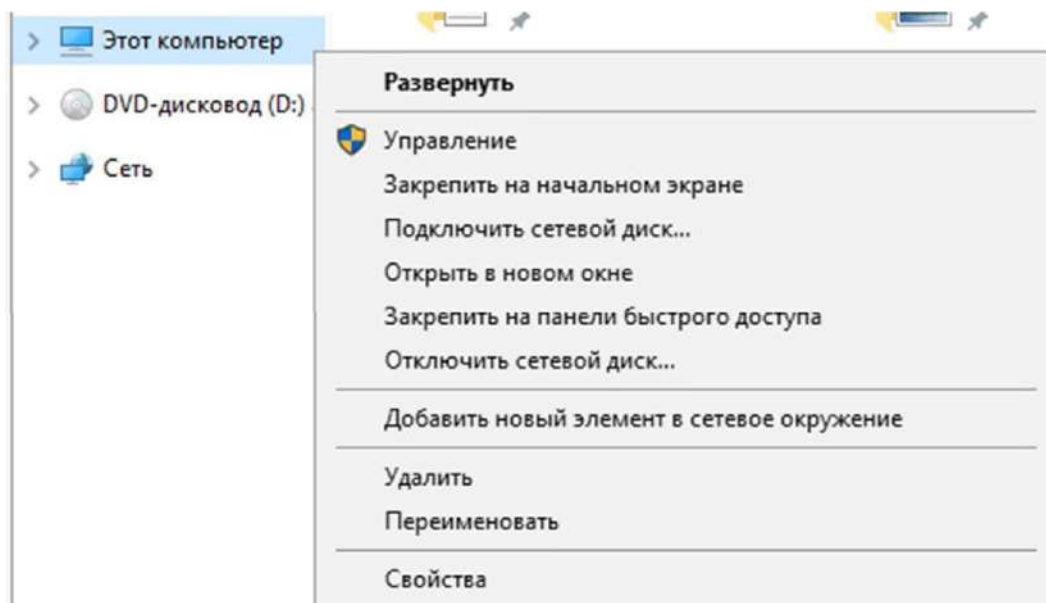 Этот компьютер
DVD-дисковод (D:)
Сеть
Развернуть
Управление
Закрепить на начальном экране
Подключить сетевой диск...
Открыть в новом окне
Закрепить на панели быстрого доступа
Отключить сетевой диск...
Добавить новый элемент в сетевое окружение
Удалить
Переименовать
Свойства